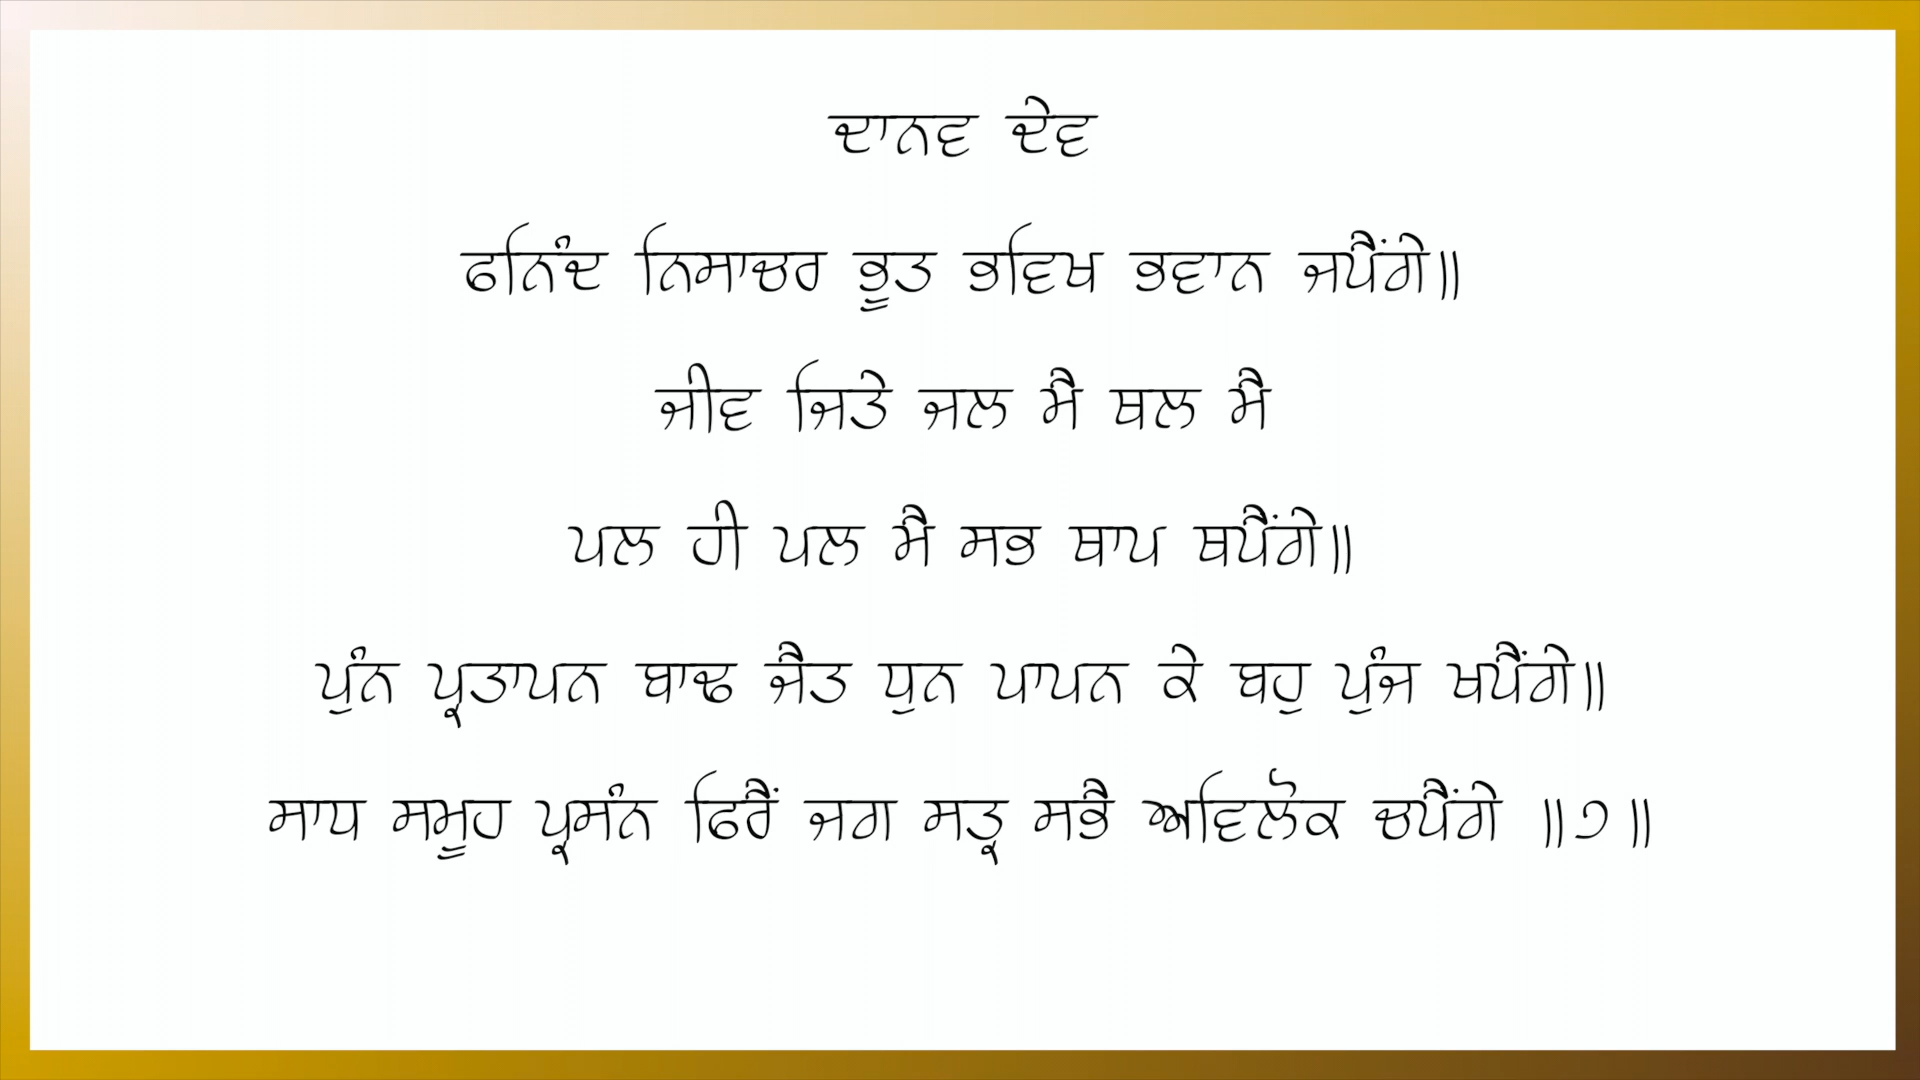 ਦਾਨਵ ਦੇਵ
ਫਨਿੰਦ ਨਿਸਾਚਰ ਭੂਤ ਭਵਿਖ ਭਵਾਨ ਜਪੈਂਗੇ॥
ਜੀਵ ਜਿਤੇ ਜਲ ਮੈ ਥਲ ਮੈ
ਪਲ ਹੀ ਪਲ ਮੈ ਸਭ ਥਾਪ ਥਪੈਂਗੇ॥
ਪੁੰਨ ਪ੍ਰਤਾਪਨ ਬਾਢ ਜੈਤ ਧੁਨ ਪਾਪਨ ਕੇ ਬਹੁ ਪੁੰਜ ਖਪੈਂਗੇ॥
ਸਾਧ ਸਮੂਹ ਪ੍ਰਸੰਨ ਫਿਰੈਂ ਜਗ ਸਤ੍ਰ ਸਭੈ ਅਵਿਲੋਕ ਚਪੈਂਗੇ ॥੭॥